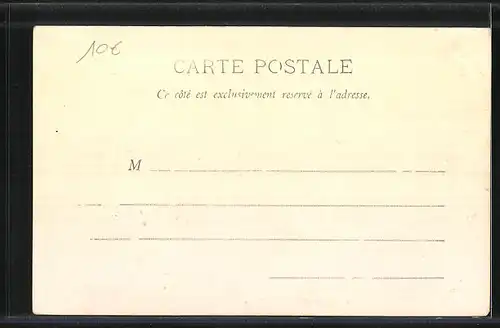 10€
CARTE POSTALE
Ce côté est exclusivement reservé à l'adresse.
M